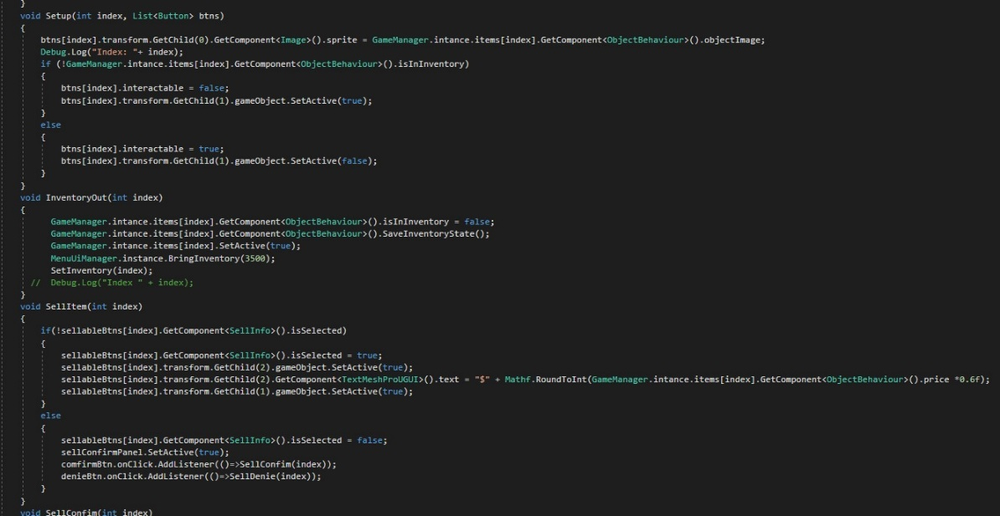 }
void Setup(int index, List<Button> btns)
{
btns[index].transform.GetChild(0).GetComponent<Image>().sprite = GameManager.intance.items[index].GetComponent<ObjectBehaviour>().objectImage;
Debug.Log("Index: "+ index);
if (!GameManager.intance.items[index].GetComponent<ObjectBehaviour>().isInInventory)
{
btns[index].interactable = false;
btns[index].transform.GetChild(1).gameObject.SetActive(true);
}
else
{
btns[index].interactable = true;
btns[index].transform.GetChild(1).gameObject.SetActive(false);
}
}
void InventoryOut(int index)
{
GameManager.intance.items[index].GetComponent<ObjectBehaviour>().isInInventory = false;
GameManager.intance.items[index].GetComponent<ObjectBehaviour>().SaveInventoryState();
GameManager.intance.items[index].SetActive(true);
MenuUiManager.instance.BringInventory(3500);
SetInventory(index);
// Debug.Log("Index " + index);
}
void SellItem(int index)
{
if(!sellableBtns[index].GetComponent<SellInfo>().isSelected)
{
sellableBtns[index].GetComponent<SellInfo>().isSelected = true;
sellableBtns[index].transform.GetChild(2).gameObject.SetActive(true);
sellableBtns[index].transform.GetChild(2).GetComponent<TextMeshProUGUI>().text = "$" + Mathf.RoundToInt(GameManager.intance.items[index].GetComponent<ObjectBehaviour>().price *0.6f);
sellableBtns[index].transform.GetChild(1).gameObject.SetActive(true);
}
else
{
sellableBtns[index].GetComponent<SellInfo>().isSelected = false;
sellConfirmPanel.SetActive(true);
comfirmBtn.onClick.AddListener(()=>SellConfim(index));
denieBtn.onClick.AddListener(()=>SellDenie(index));
}
}
void SellConfim(int index)